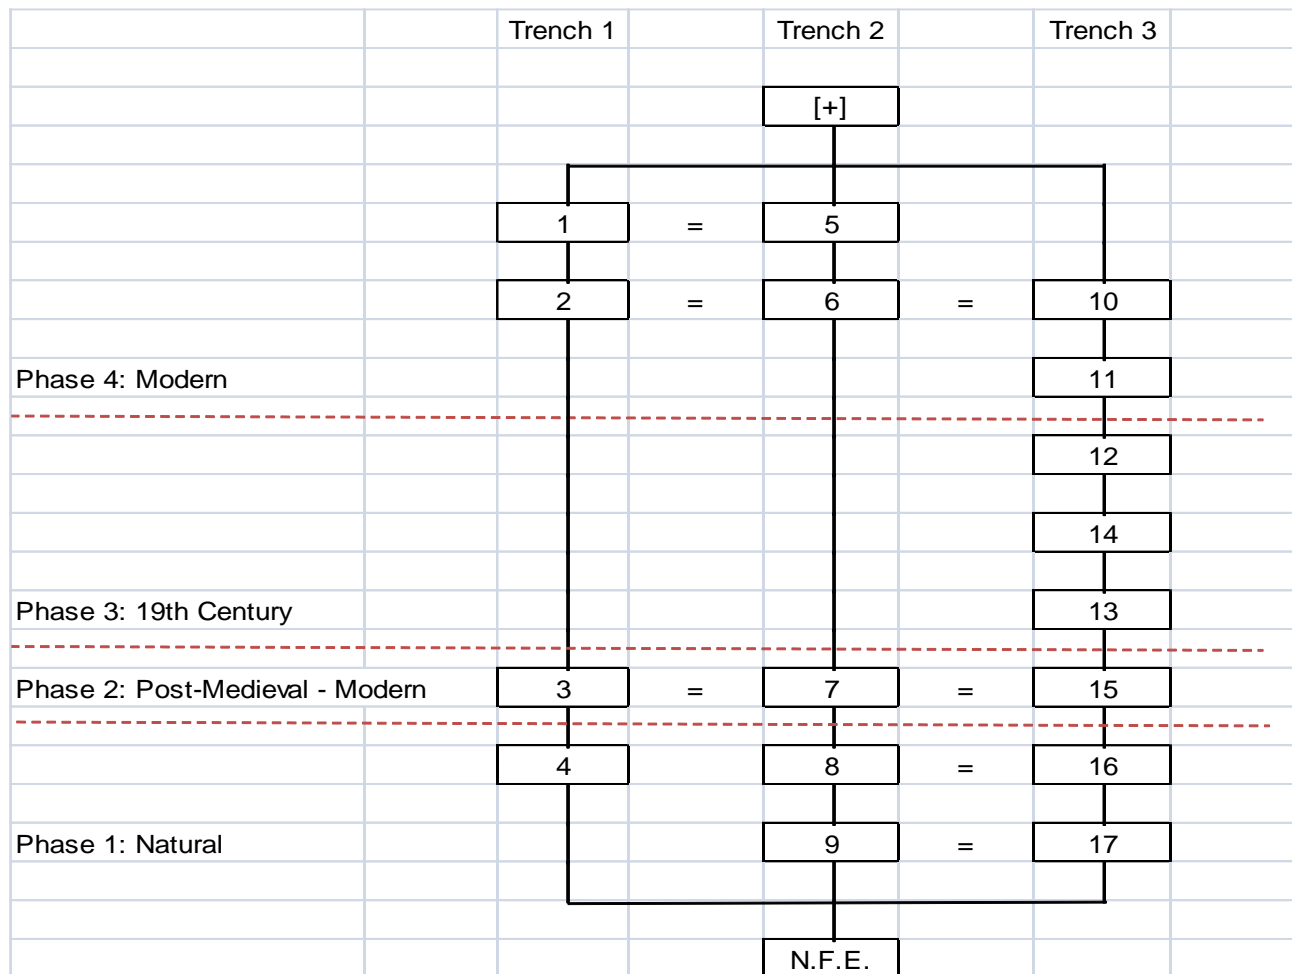 Trench 1 Trench 2 Trench 3
[+]
1 = 5
2 = 6 = 10
Phase 4: Modern 11
12
14
Phase 3: 19th Century 13
Phase 2: Post-Medieval - Modern 3 = 7 = 15
4 8 = 16
Phase 1: Natural 9 = 17
N.F.E.